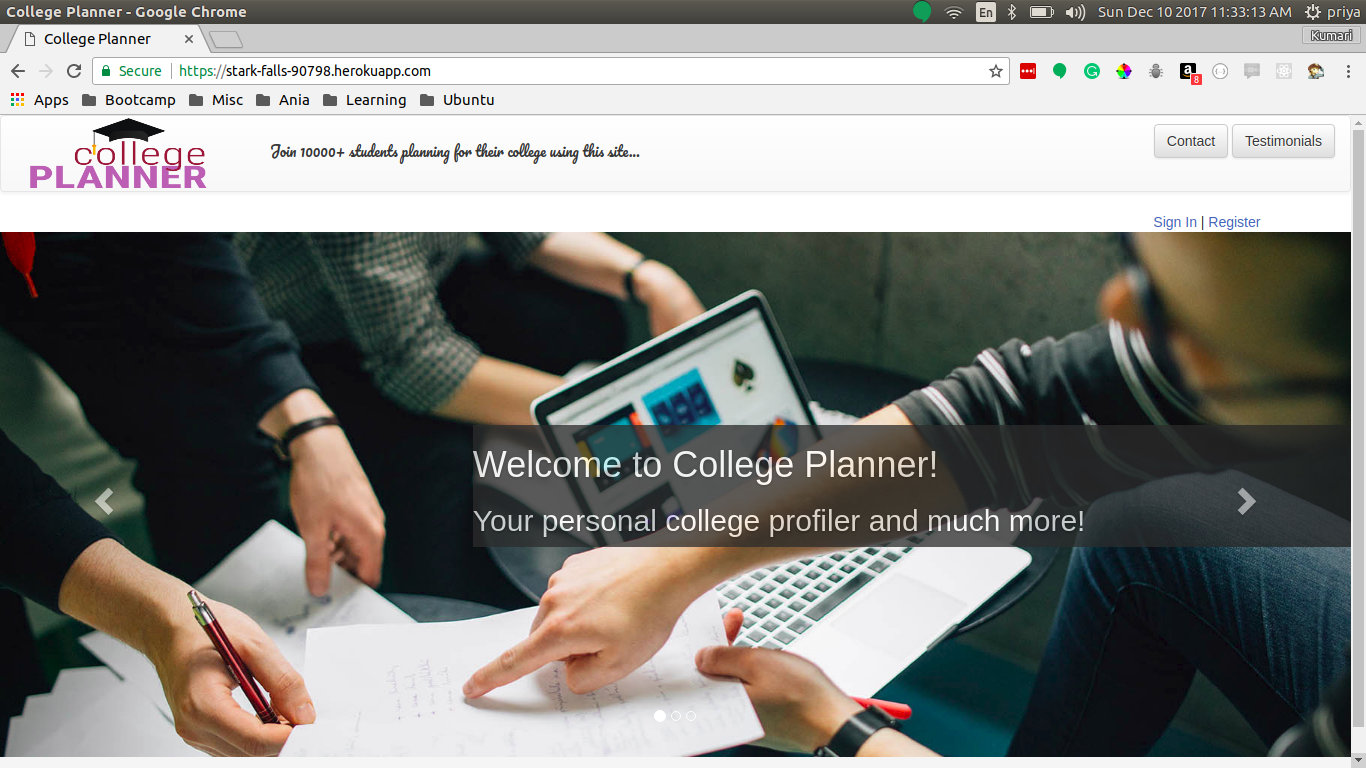 College Planner - Google Chrome
En
Sun Dec 10 2017 11:33:13 AM
priya
College Planner
Kumari
Secure
https://stark-falls-90798.herokuapp.com
8
Apps
Bootcamp
Misc
Ania
Learning
Ubuntu
college
PLANNER
Join 10000+ students planning for their college using this site...
Contact
Testimonials
Sign In | Register
Welcome to College Planner!
Your personal college profiler and much more!